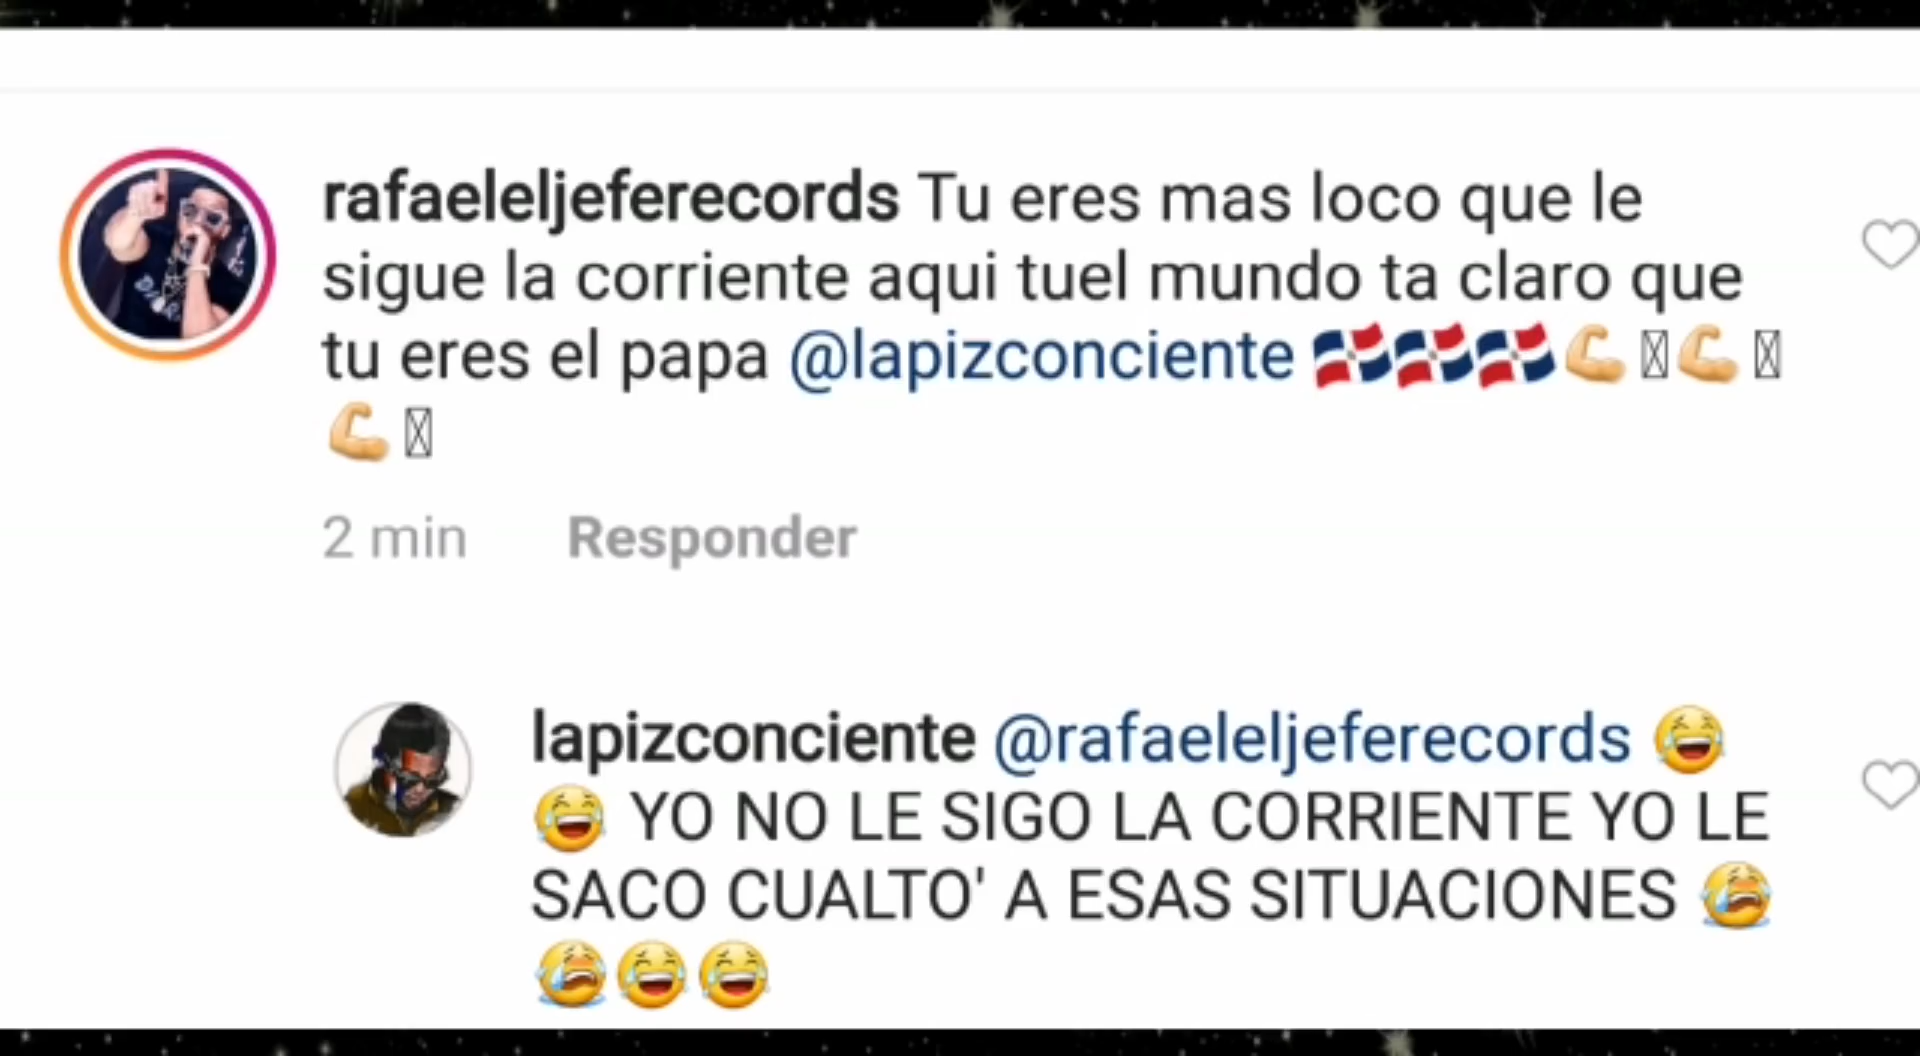 rafaeleljeferecords Tu eres mas loco que le
sigue la corriente aqui tuel mundo ta claro que
tu eres el papa @lapizconciente 🇩🇴🇩🇴🇩🇴💪🏼💪🏼
💪🏼
2 min Responder
lapizconciente @rafaeleljeferecords 😂
😂 YO NO LE SIGO LA CORRIENTE YO LE
SACO CUALTO' A ESAS SITUACIONES 😭
😭😂😂